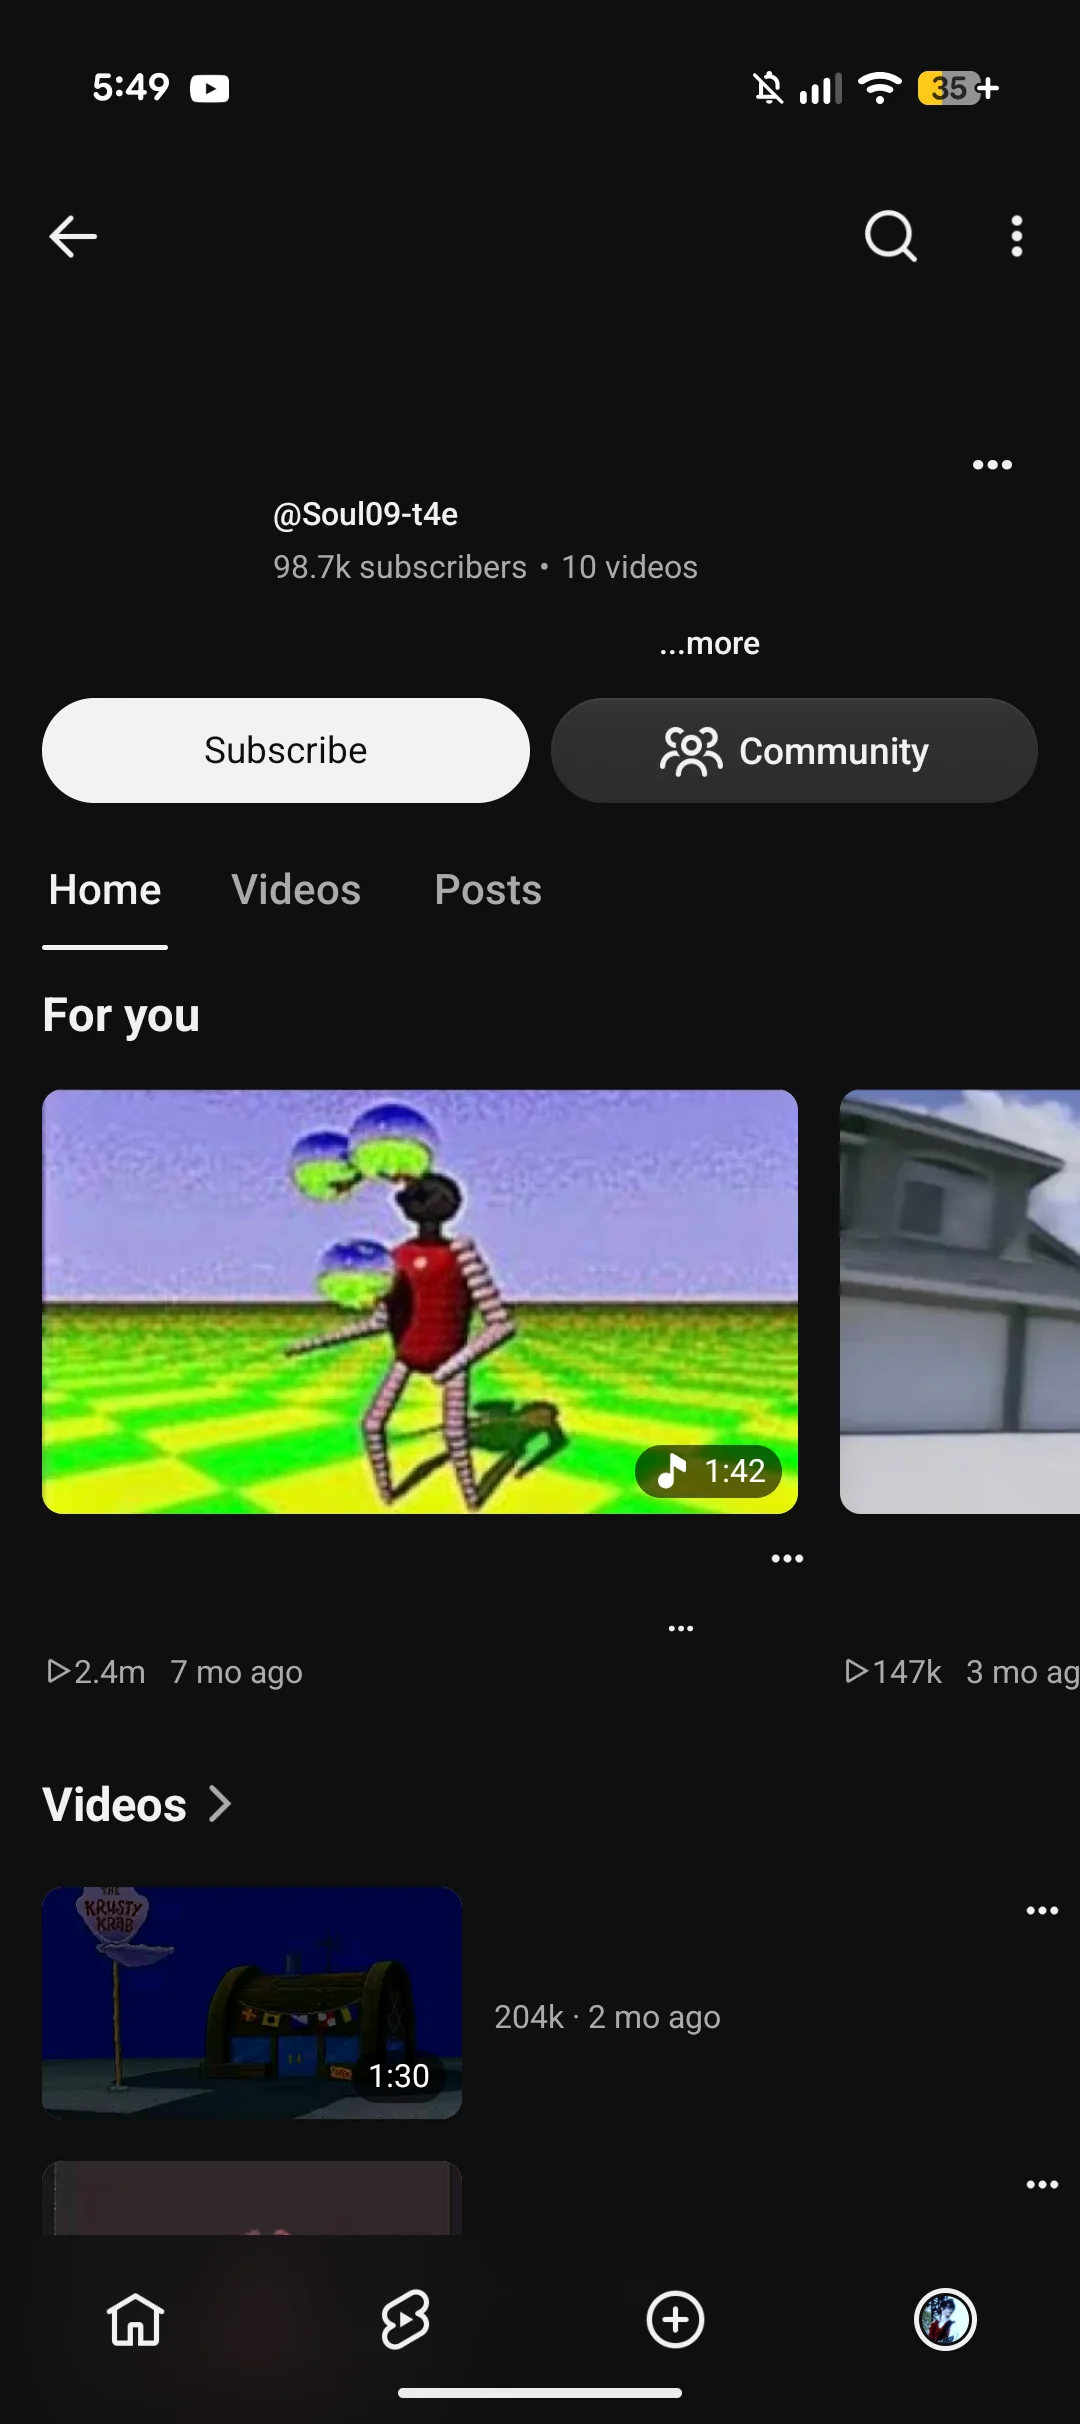 5:49
35
@Soul09-t4e
98.7k subscribers • 10 videos
...more
Subscribe
Community
Home Videos Posts
For you
1:42
2.4m 7 mo ago
147k 3 mo ag
Videos
THE
KRUSTY
KRAB
204k · 2 mo ago
1:30